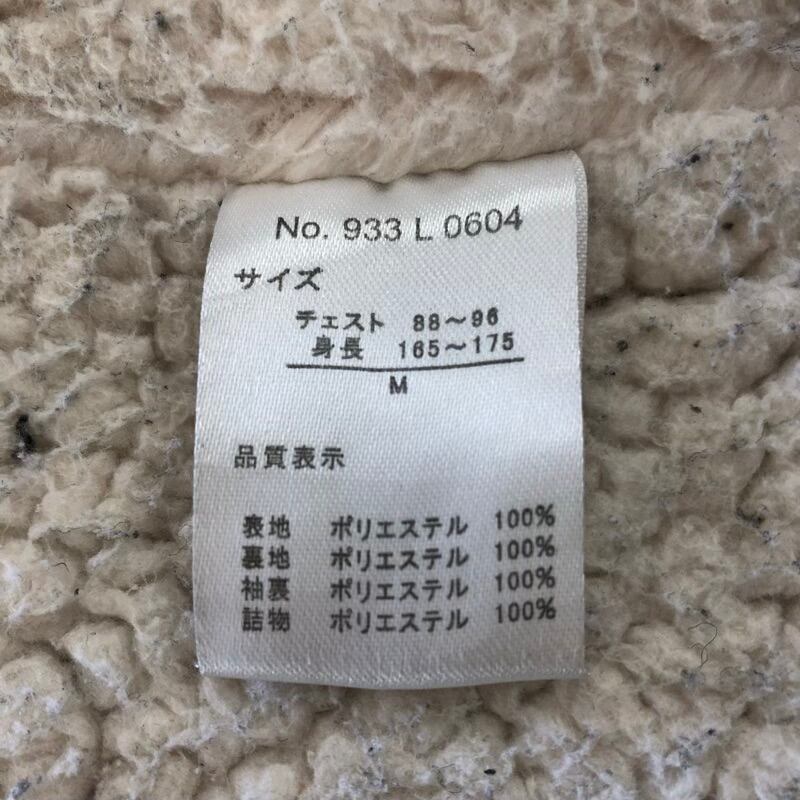 No. 933 L 0604
サイズ
チェスト 88～96
身長 165～175
M
品質表示
表地 ポリエステル 100%
裏地 ポリエステル 100%
袖裏 ポリエステル 100%
詰物 ポリエステル 100%